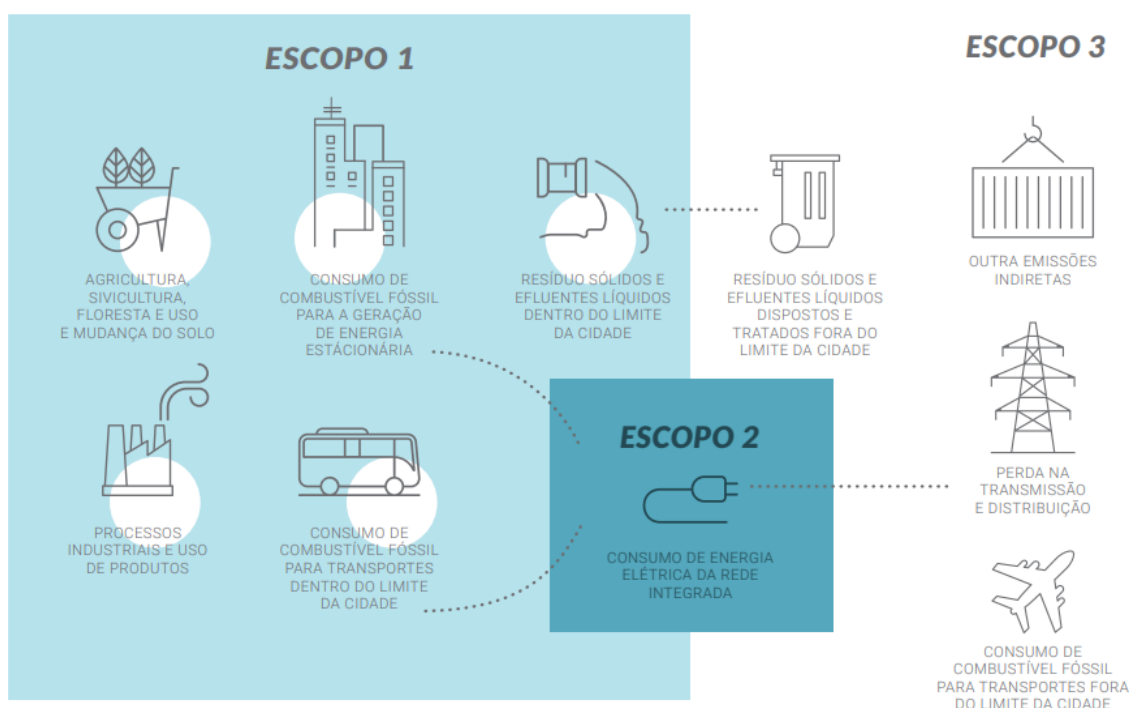 ESCOPO 1
AGRICULTURA,
SIVICULTURA,
FLORESTA E USO
E MUDANÇA DO SOLO
CONSUMO DE
COMBUSTÍVEL FÓSSIL
PARA A GERAÇÃO
DE ENERGIA
ESTÁCIONÁRIA
RESÍDUO SÓLIDOS E
EFLUENTES LÍQUIDOS
DENTRO DO LIMITE
DA CIDADE
PROCESSOS
INDUSTRIAIS E USO
DE PRODUTOS
CONSUMO DE
COMBUSTÍVEL FÓSSIL
PARA TRANSPORTES
DENTRO DO LIMITE
DA CIDADE
ESCOPO 2
CONSUMO DE ENERGIA
ELÉTRICA DA REDE
INTEGRADA
ESCOPO 3
RESÍDUO SÓLIDOS E
EFLUENTES LÍQUIDOS
DISPOSTOS E
TRATADOS FORA DO
LIMITE DA CIDADE
OUTRA EMISSÕES
INDIRETAS
PERDA NA
TRANSMISSÃO
E DISTRIBUIÇÃO
CONSUMO DE
COMBUSTÍVEL FÓSSIL
PARA TRANSPORTES FORA
DO LIMITE DA CIDADE